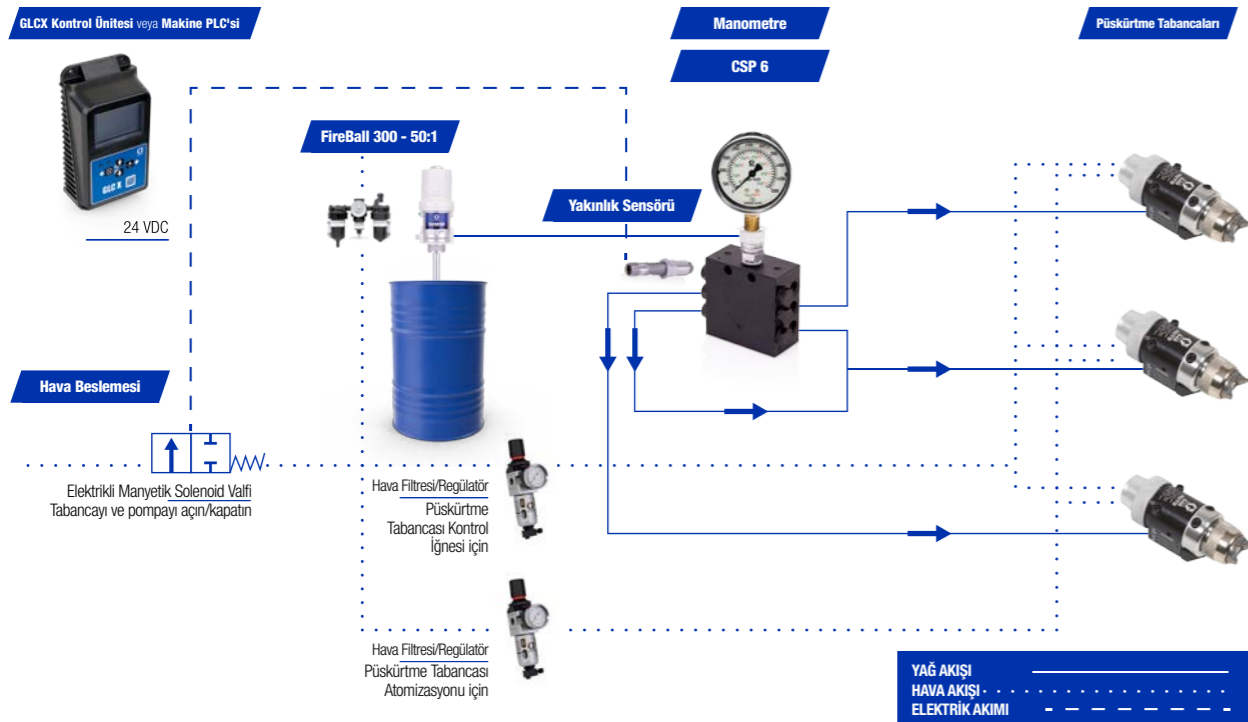 GLCX Kontrol Ünitesi veya Makine PLC'si
Manometre
Püskürtme Tabancaları
CSP 6
FireBall 300 - 50:1
GLC X
Yakınlık Sensörü
24 VDC
Hava Beslemesi
Elektrikli Manyetik Solenoid Valfi
Tabancayı ve pompayı açın/kapatın
Hava Filtresi/Regülatör
Püskürtme
Tabancası Kontrol
İğnesi için
Hava Filtresi/Regülatör
Püskürtme Tabancası
Atomizasyonu için
YAĞ AKIŞI
HAVA AKIŞI
ELEKTRİK AKIMI